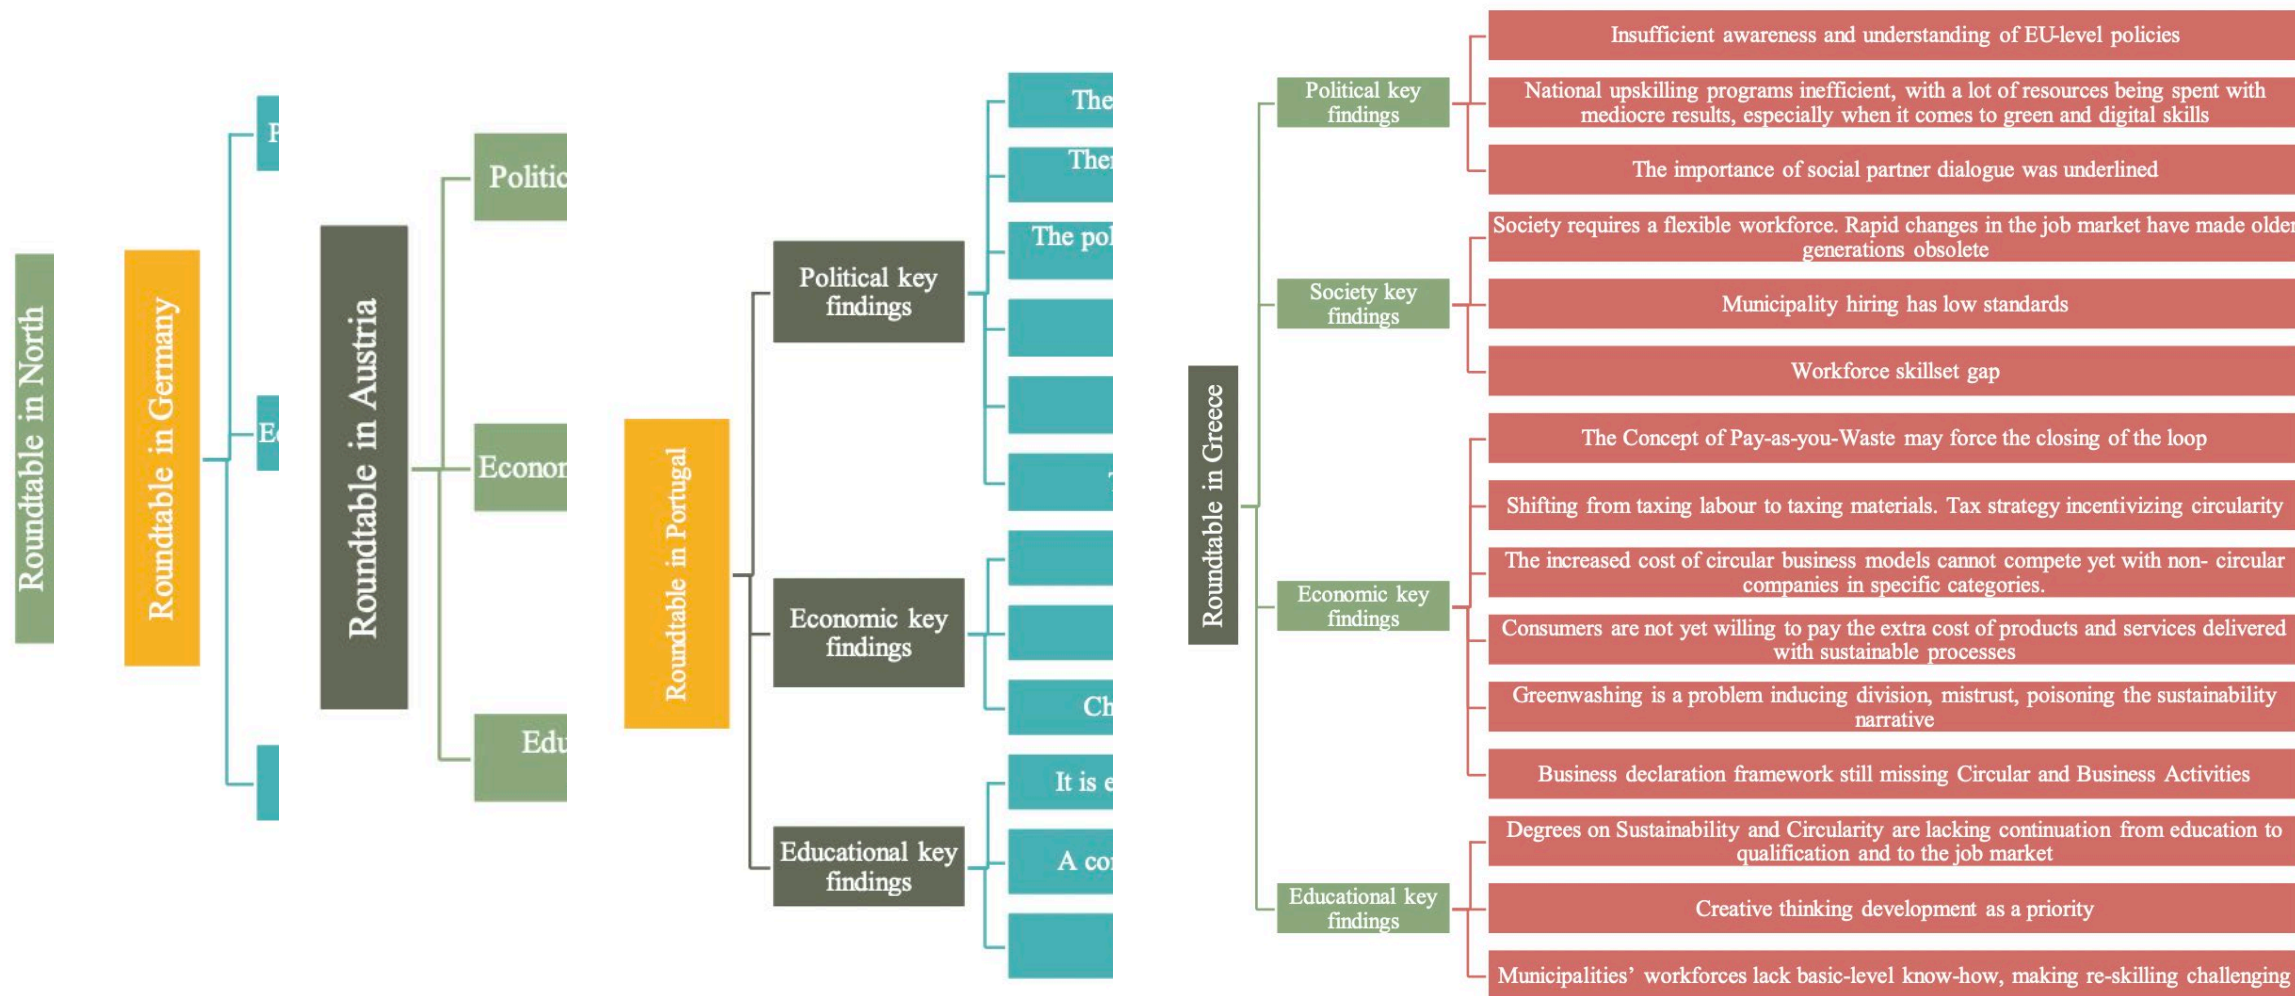 Roundtable in North
Roundtable in Germany
P
Ec
Roundtable in Austria
Politic
Econor
Edu
Roundtable in Portugal
Political key
findings
The
Ther
The pol
T
Economic key
findings
Ch
Educational key
findings
It is e
A cor
Roundtable in Greece
Political key
findings
Insufficient awareness and understanding of EU-level policies
National upskilling programs inefficient, with a lot of resources being spent with
mediocre results, especially when it comes to green and digital skills
The importance of social partner dialogue was underlined
Society key
findings
Society requires a flexible workforce. Rapid changes in the job market have made older
generations obsolete
Municipality hiring has low standards
Workforce skillset gap
Economic key
findings
The Concept of Pay-as-you-Waste may force the closing of the loop
Shifting from taxing labour to taxing materials. Tax strategy incentivizing circularity
The increased cost of circular business models cannot compete yet with non- circular
companies in specific categories.
Consumers are not yet willing to pay the extra cost of products and services delivered
with sustainable processes
Greenwashing is a problem inducing division, mistrust, poisoning the sustainability
narrative
Business declaration framework still missing Circular and Business Activities
Educational key
findings
Degrees on Sustainability and Circularity are lacking continuation from education to
qualification and to the job market
Creative thinking development as a priority
Municipalities’ workforces lack basic-level know-how, making re-skilling challenging